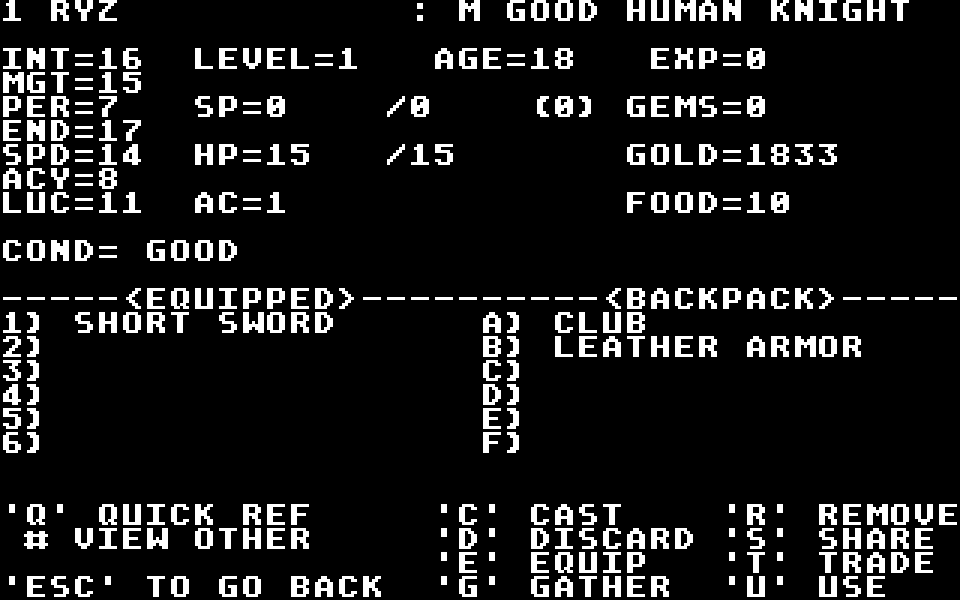 1 RYZ : M GOOD HUMAN KNIGHT
INT=16 LEVEL=1 AGE=18 EXP=0
MGT=15
PER=7 SP=0 /0 (0) GEMS=0
END=17
SPD=14 HP=15 /15 GOLD=1833
ACY=8
LUC=11 AC=1 FOOD=10
COND= GOOD
-----<EQUIPPED>----------<BACKPACK>-----
1) SHORT SWORD A) CLUB
2) B) LEATHER ARMOR
3) C)
4) D)
5) E)
6) F)
'Q' QUICK REF 'C' CAST 'R' REMOVE
# VIEW OTHER 'D' DISCARD 'S' SHARE
'E' EQUIP 'T' TRADE
'ESC' TO GO BACK 'G' GATHER 'U' USE